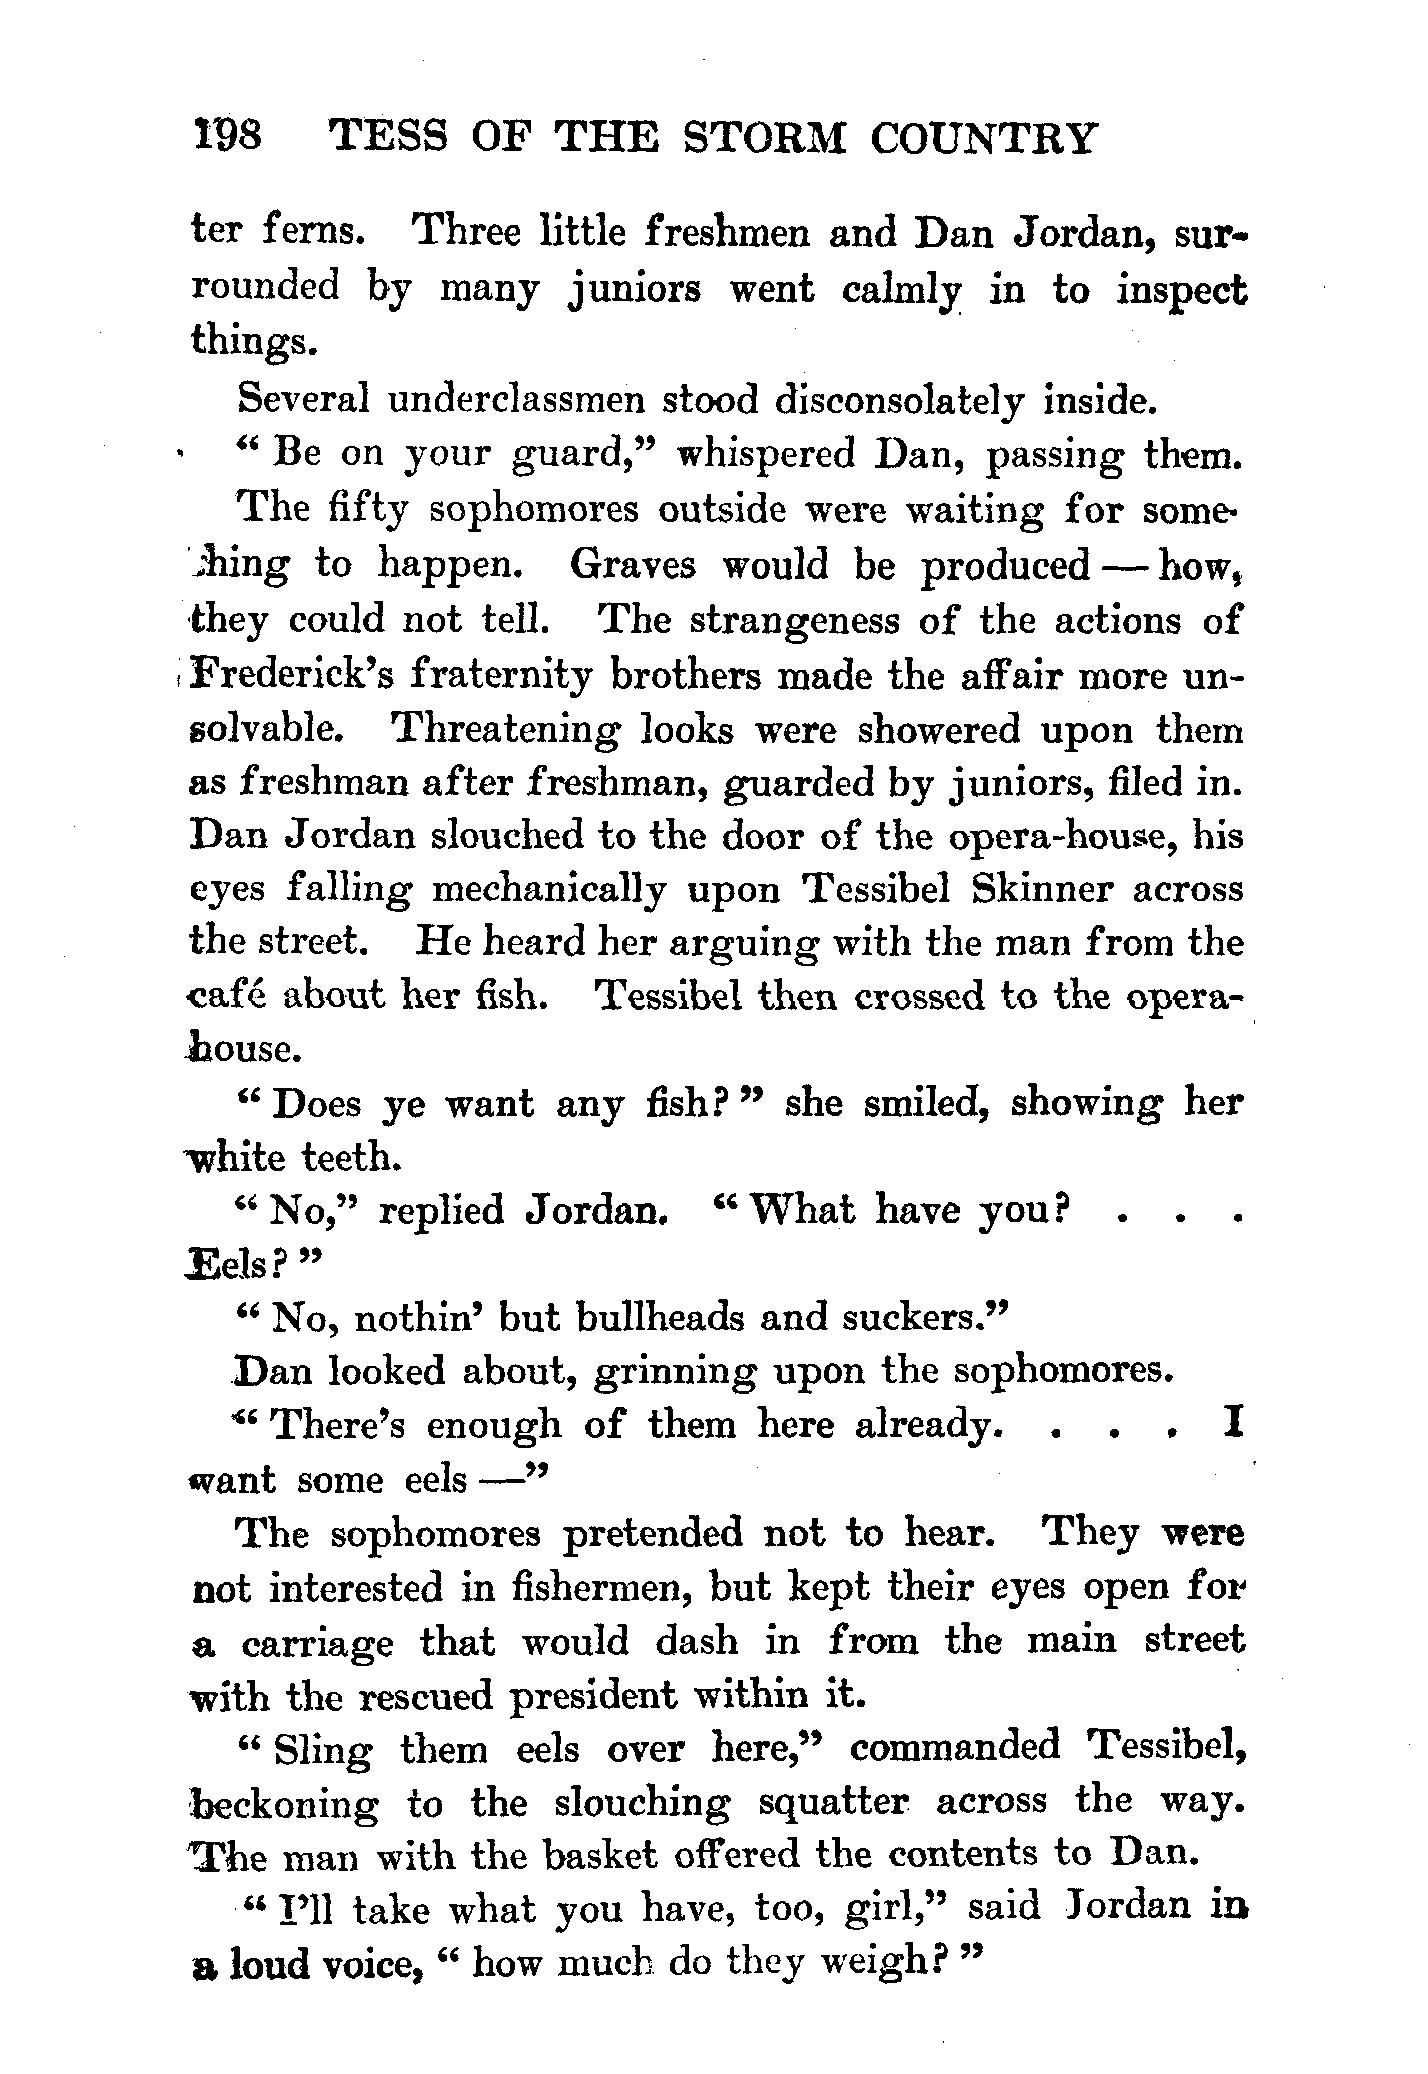 198 TESS OF THE STORM COUNTRY
ter ferns. Three little freshmen and Dan Jordan, sur-
rounded by many juniors went calmly in to inspect
things.
Several underclassmen stood disconsolately inside.
“ Be on your guard,” whispered Dan, passing them.
The fifty sophomores outside were waiting for some-
thing to happen. Graves would be produced — how,
they could not tell. The strangeness of the actions of
Frederick’s fraternity brothers made the affair more un-
solvable. Threatening looks were showered upon them
as freshman after freshman, guarded by juniors, filed in.
Dan Jordan slouched to the door of the opera-house, his
eyes falling mechanically upon Tessibel Skinner across
the street. He heard her arguing with the man from the
café about her fish. Tessibel then crossed to the opera-
house.
“ Does ye want any fish? ” she smiled, showing her
white teeth.
“ No,” replied Jordan. “ What have you? . . .
Eels? ”
“ No, nothin’ but bullheads and suckers.”
Dan looked about, grinning upon the sophomores.
“ There’s enough of them here already. . . . I
want some eels —”
The sophomores pretended not to hear. They were
not interested in fishermen, but kept their eyes open for
a carriage that would dash in from the main street
with the rescued president within it.
“ Sling them eels over here,” commanded Tessibel,
beckoning to the slouching squatter across the way.
The man with the basket offered the contents to Dan.
“ I’ll take what you have, too, girl,” said Jordan in
a loud voice, “ how much do they weigh? ”